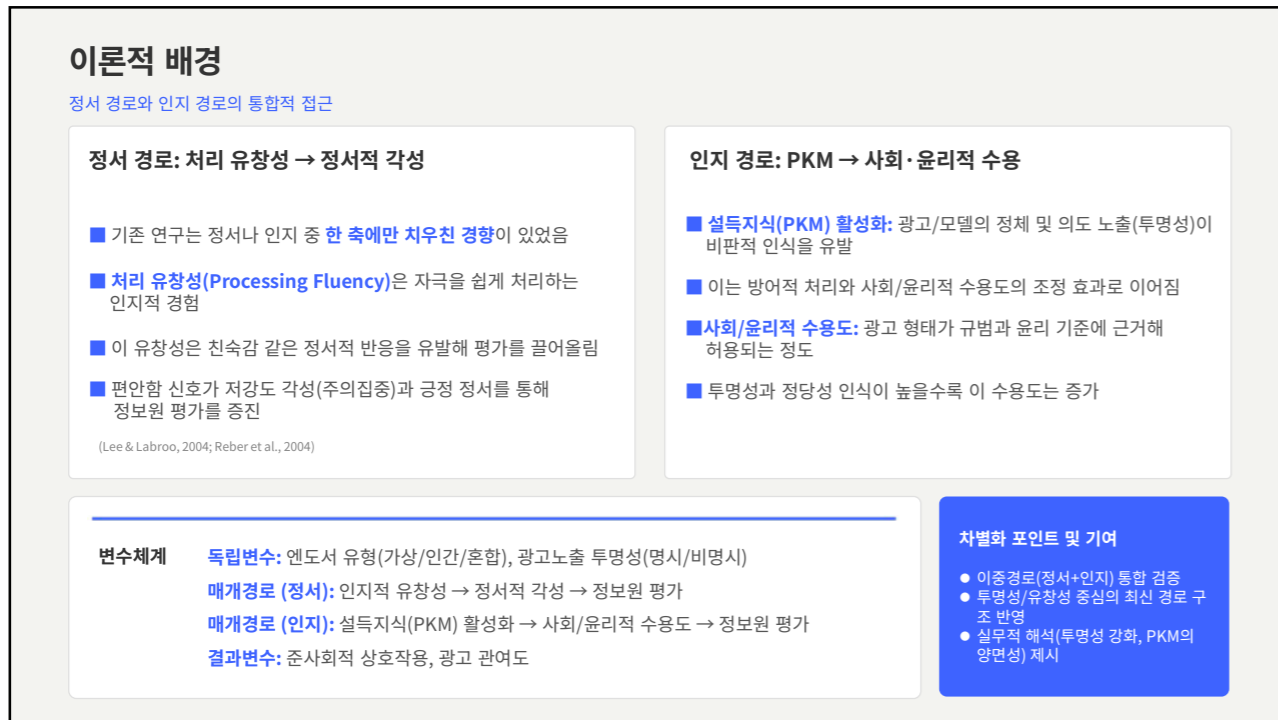 이론적 배경
정서 경로와 인지 경로의 통합적 접근
정서 경로: 처리 유창성 → 정서적 각성
■ 기존 연구는 정서나 인지 중 한 축에만 치우친 경향이 있었음
■ 처리 유창성(Processing Fluency)은 자극을 쉽게 처리하는
인지적 경험
■ 이 유창성은 친숙감 같은 정서적 반응을 유발해 평가를 끌어올림
■ 편안함 신호가 저강도 각성(주의집중)과 긍정 정서를 통해
정보원 평가를 증진
(Lee & Labroo, 2004; Reber et al., 2004)
인지 경로: PKM → 사회·윤리적 수용
■ 설득지식(PKM) 활성화: 광고/모델의 정체 및 의도 노출(투명성)이
비판적 인식을 유발
■ 이는 방어적 처리와 사회/윤리적 수용도의 조정 효과로 이어짐
■사회/윤리적 수용도: 광고 형태가 규범과 윤리 기준에 근거해
허용되는 정도
■ 투명성과 정당성 인식이 높을수록 이 수용도는 증가
변수체계
독립변수: 엔도서 유형(가상/인간/혼합), 광고노출 투명성(명시/비명시)
매개경로 (정서): 인지적 유창성 → 정서적 각성 → 정보원 평가
매개경로 (인지): 설득지식(PKM) 활성화 → 사회/윤리적 수용도 → 정보원 평가
결과변수: 준사회적 상호작용, 광고 관여도
차별화 포인트 및 기여
● 이중경로(정서+인지) 통합 검증
● 투명성/유창성 중심의 최신 경로 구
조 반영
● 실무적 해석(투명성 강화, PKM의
양면성) 제시